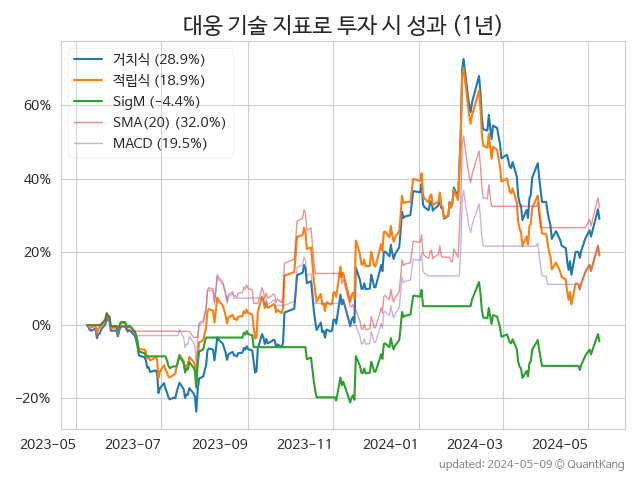 대웅 기술 지표로 투자 시 성과 (1년)
거치식 (28.9%)
적립식 (18.9%)
SigM (−4.4%)
SMA(20) (32.0%)
MACD (19.5%)
60%
40%
20%
0%
−20%
2023-05 2023-07 2023-09 2023-11 2024-01 2024-03 2024-05
updated: 2024-05-09 © QuantKang